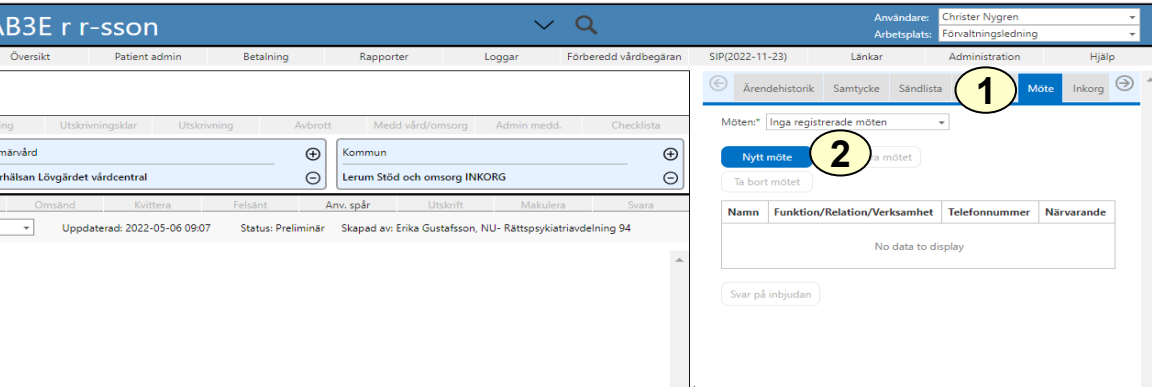 AB3E r r-sson
Användare: Christer Nygren
Arbetsplats: Förvaltningsledning
Översikt Patient admin Betalning Rapporter Loggar Förberedd vårdbegäran SIP(2022-11-23) Länkar Administration Hjälp
Ärendehistorik Samtycke Sändlista 1 Möte Inkorg
Möten:* Inga registrerade möten
ing Utskrivningsklar Utskrivning Avbrott Medd vård/omsorg Admin medd. Checklista
märvård Kommun
rhälsan Lövgärdet vårdcentral Lerum Stöd och omsorg INKORG
Nytt möte 2 ra mötet
Ta bort mötet
Omsänd Kvittera Felsänt Anv. spår Utskrift Makulera Svara
Uppdaterad: 2022-05-06 09:07 Status: Preliminär Skapad av: Erika Gustafsson, NU- Rättspsykiatriavdelning 94
Namn Funktion/Relation/Verksamhet Telefonnummer Närvarande
No data to display
Svar på inbjudan